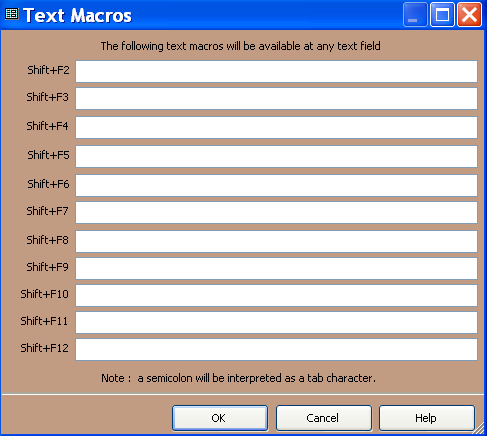 Text Macros
The following text macros will be available at any text field
Shift+F2
Shift+F3
Shift+F4
Shift+F5
Shift+F6
Shift+F7
Shift+F8
Shift+F9
Shift+F10
Shift+F11
Shift+F12
Note : a semicolon will be interpreted as a tab character.
OK Cancel Help